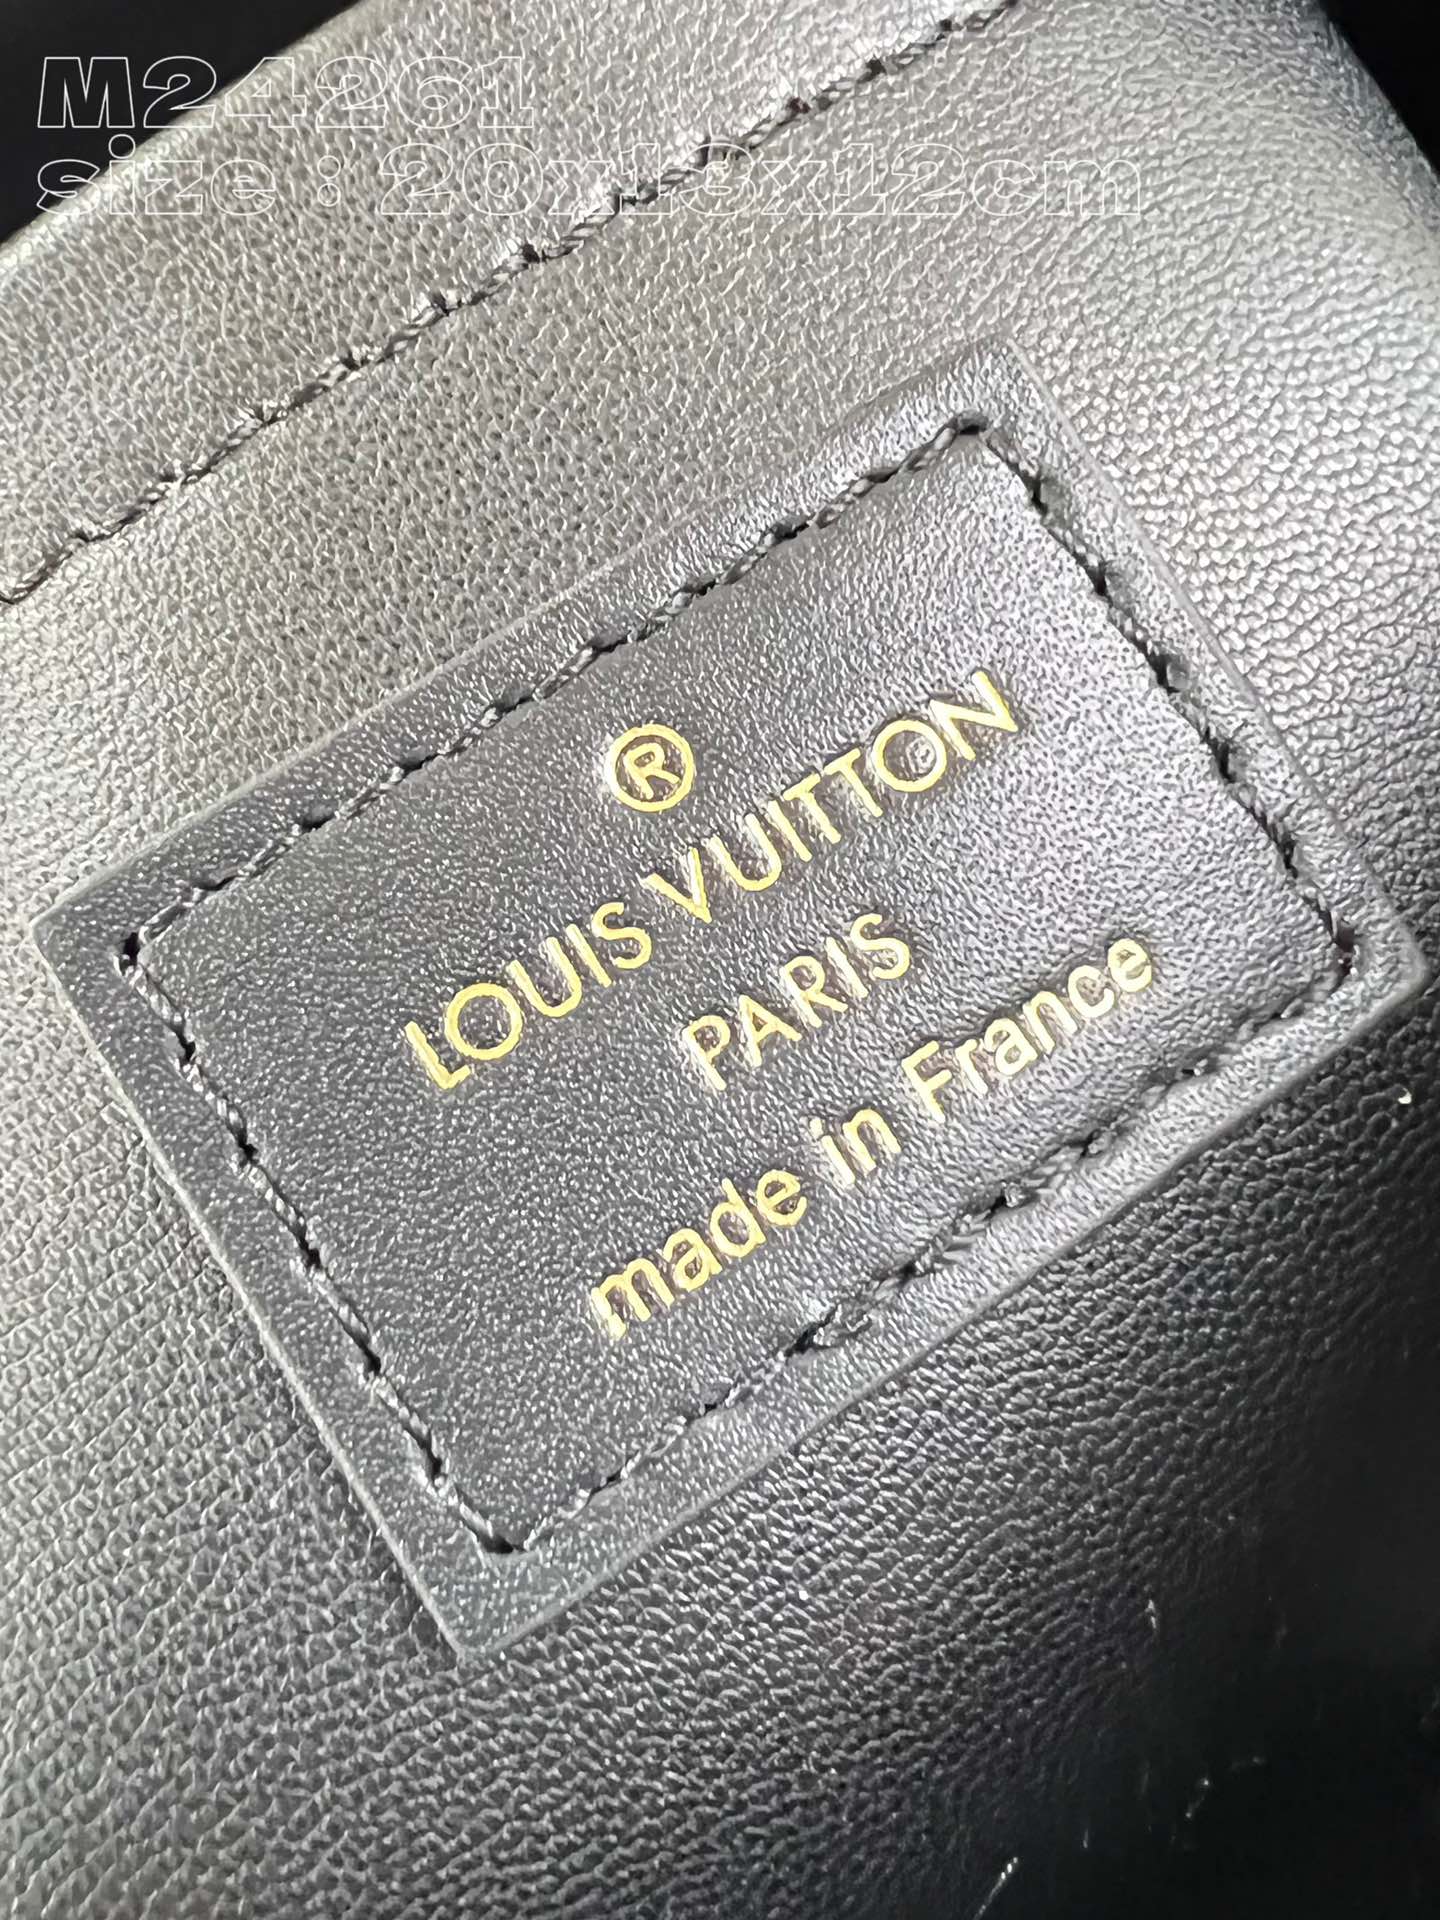 M24261
size : 20x13x12cm
®
LOUIS VUITTON
PARIS
made in France